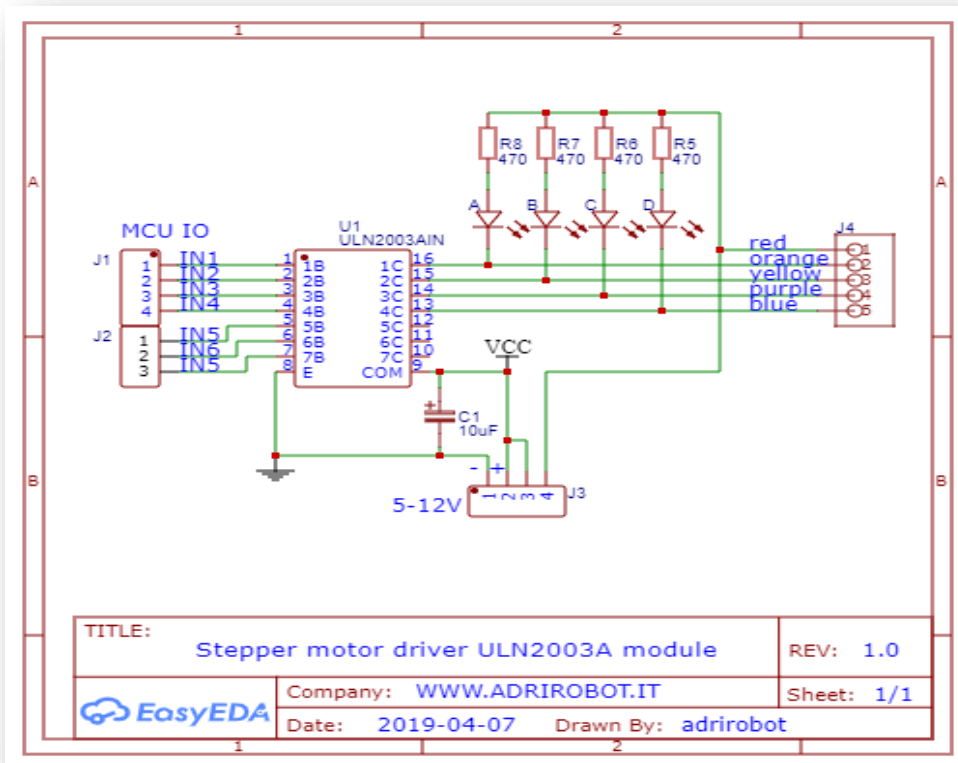 1 2
A A
R8 470
R7 470
R6 470
R5 470
A B C D
MCU IO
U1
ULN2003AIN
J1
J4
1 IN1 1 1B 1C 16 red 1
2 IN2 2 2B 2C 15 orange 2
3 IN3 3 3B 3C 14 yellow 3
4 IN4 4 4B 4C 13 purple 4
5 5B 5C 12 blue 5
J2
1 IN5 6 6B 6C 11
2 IN6 7 7B 7C 10
3 IN5 8 E COM 9
VCC
+ C1
10uF
B B
- +
5-12V 1 2 3 4 J3
TITLE:
Stepper motor driver ULN2003A module
REV: 1.0
EasyEDA
Company: WWW.ADRIROBOT.IT
Sheet: 1/1
Date: 2019-04-07 Drawn By: adrirobot
1 2